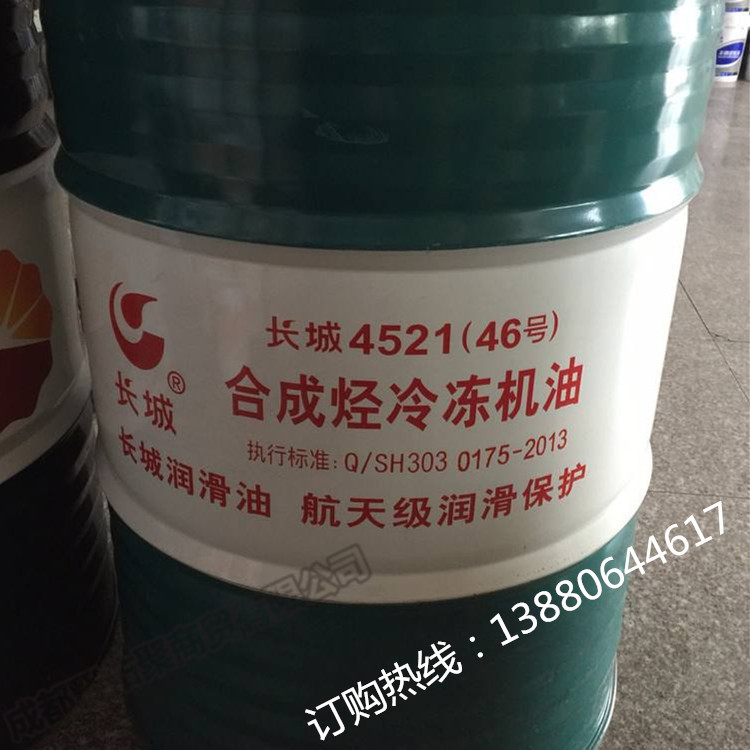 长城4521(46号)
长城®
合成烃冷冻机油
执行标准: Q/SH303 0175-2013
长城润滑油 航天级润滑保护
订购热线：13880644617